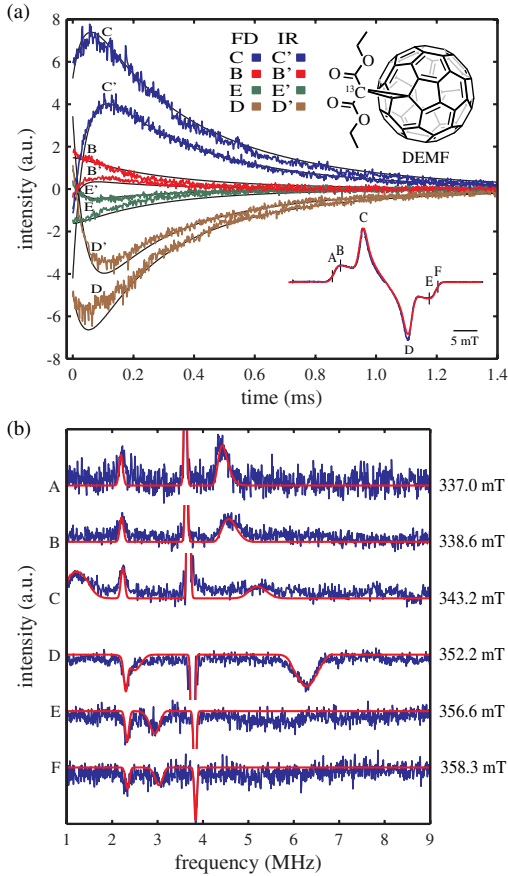 (a)
8
6
4
2
0
-2
-4
-6
-8
intensity (a.u.)
FD IR
C C'
B B'
E E'
D D'
C
C'
B
B'
E'
E
D'
D
O
O
13C
O
O
DEMF
C
A B
E F
D
5 mT
0 0.2 0.4 0.6 0.8 1.0 1.2 1.4
time (ms)
(b)
intensity (a.u.)
A 337.0 mT
B 338.6 mT
C 343.2 mT
D 352.2 mT
E 356.6 mT
F 358.3 mT
1 2 3 4 5 6 7 8 9
frequency (MHz)